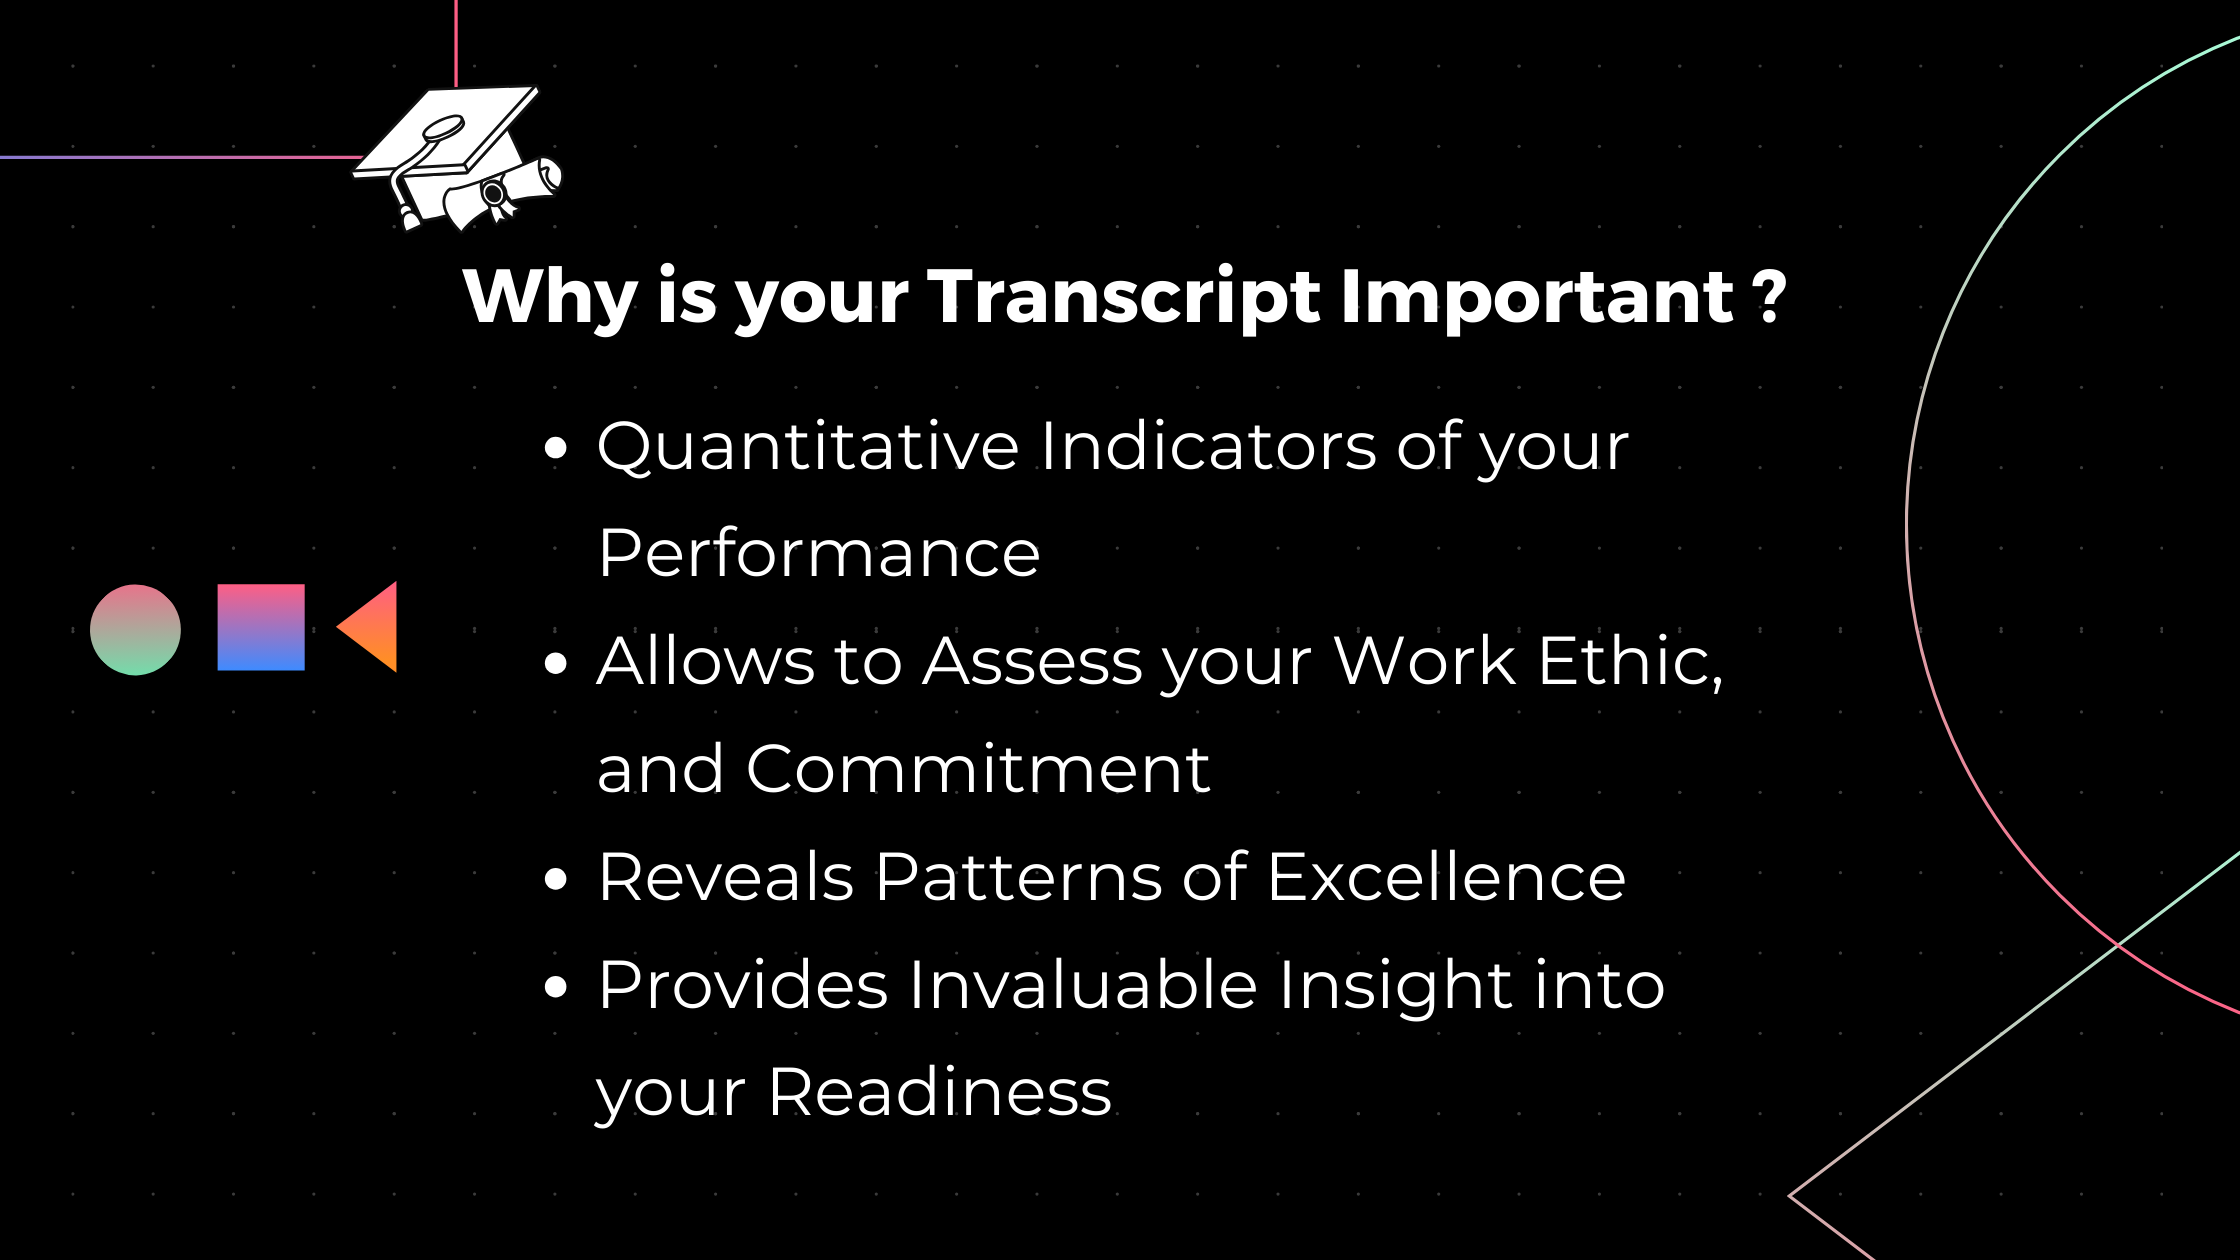 Why is your Transcript Important ?
• Quantitative Indicators of your
Performance
• Allows to Assess your Work Ethic,
and Commitment
• Reveals Patterns of Excellence
• Provides Invaluable Insight into
your Readiness